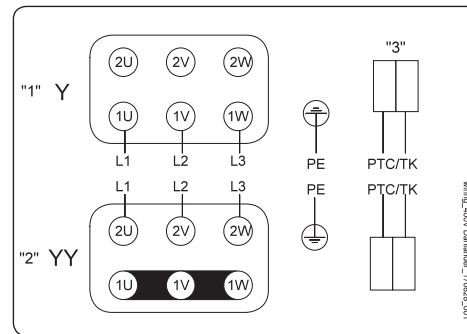 "3"
2U 2V 2W
"1" Y
1U 1V 1W
L1 L2 L3 PE PTC/TK
L1 L2 L3 PE PTC/TK
2U 2V 2W
"2" YY
1U 1V 1W